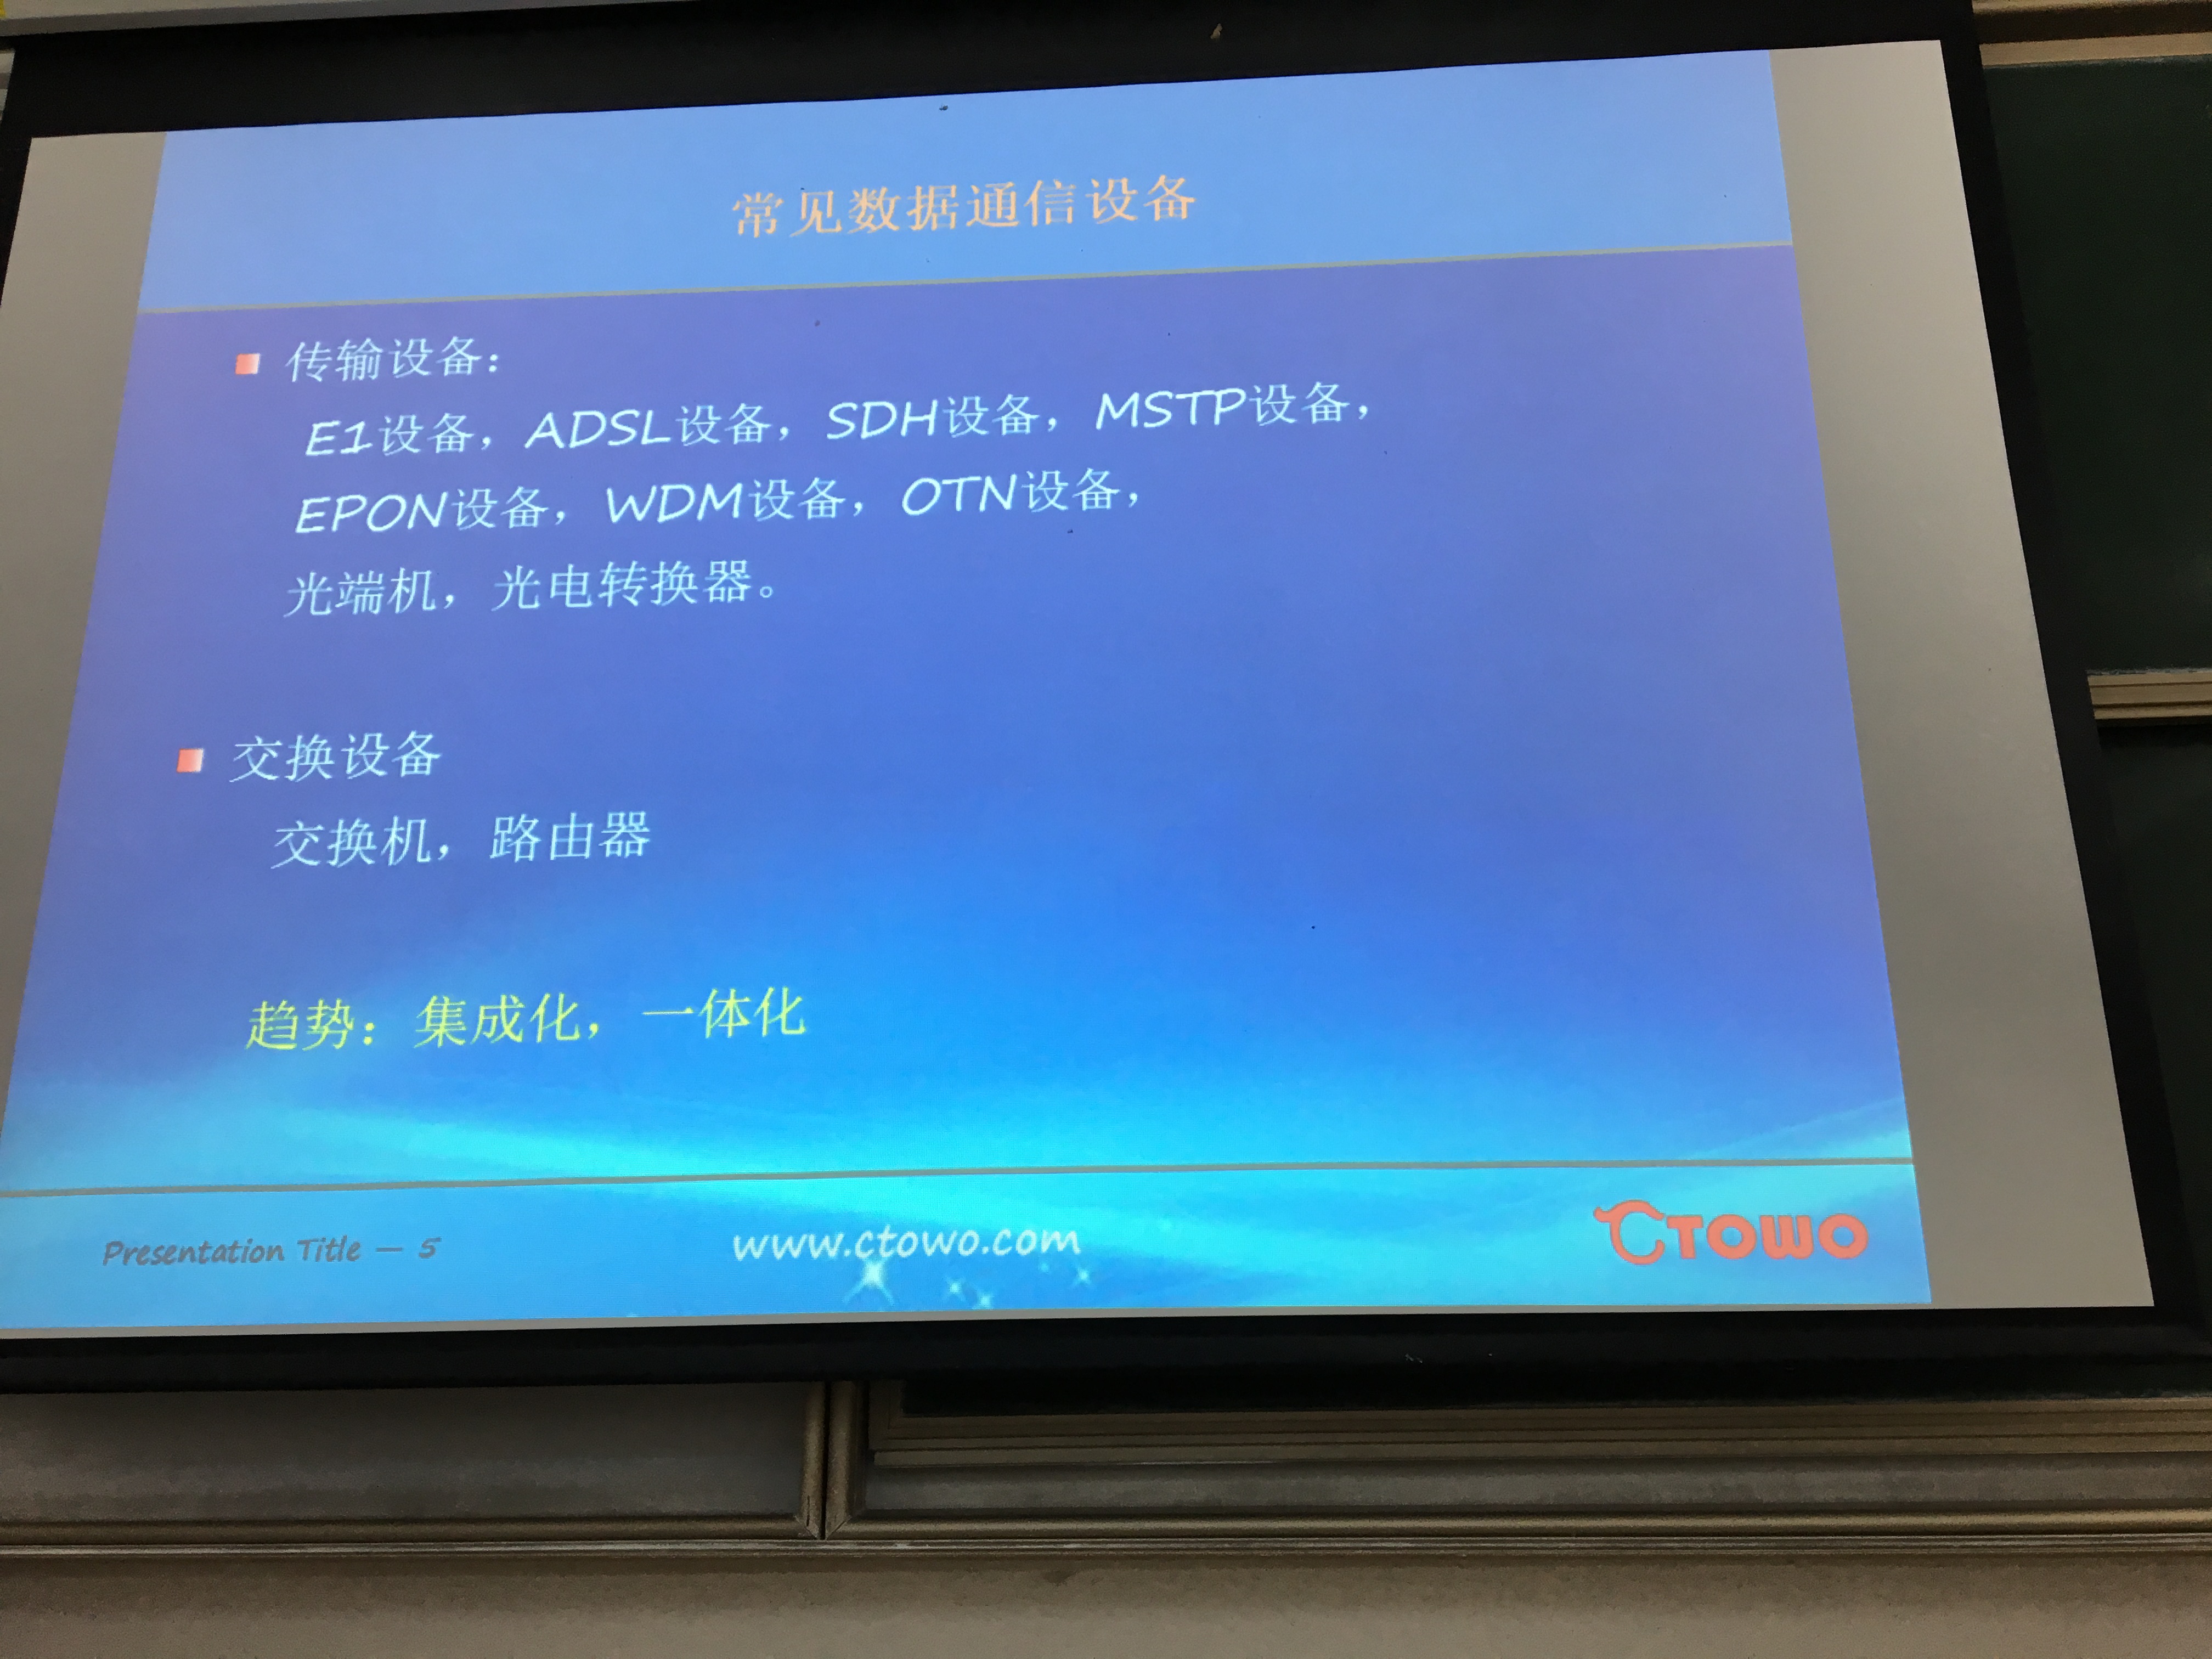 常见数据通信设备
传输设备：
E1设备，ADSL设备，SDH设备，MSTP设备，
EPON设备，WDM设备，OTN设备，
光端机，光电转换器。
交换设备
交换机，路由器
趋势：集成化，一体化
Presentation Title — 5
www.ctowo.com
CTOWO